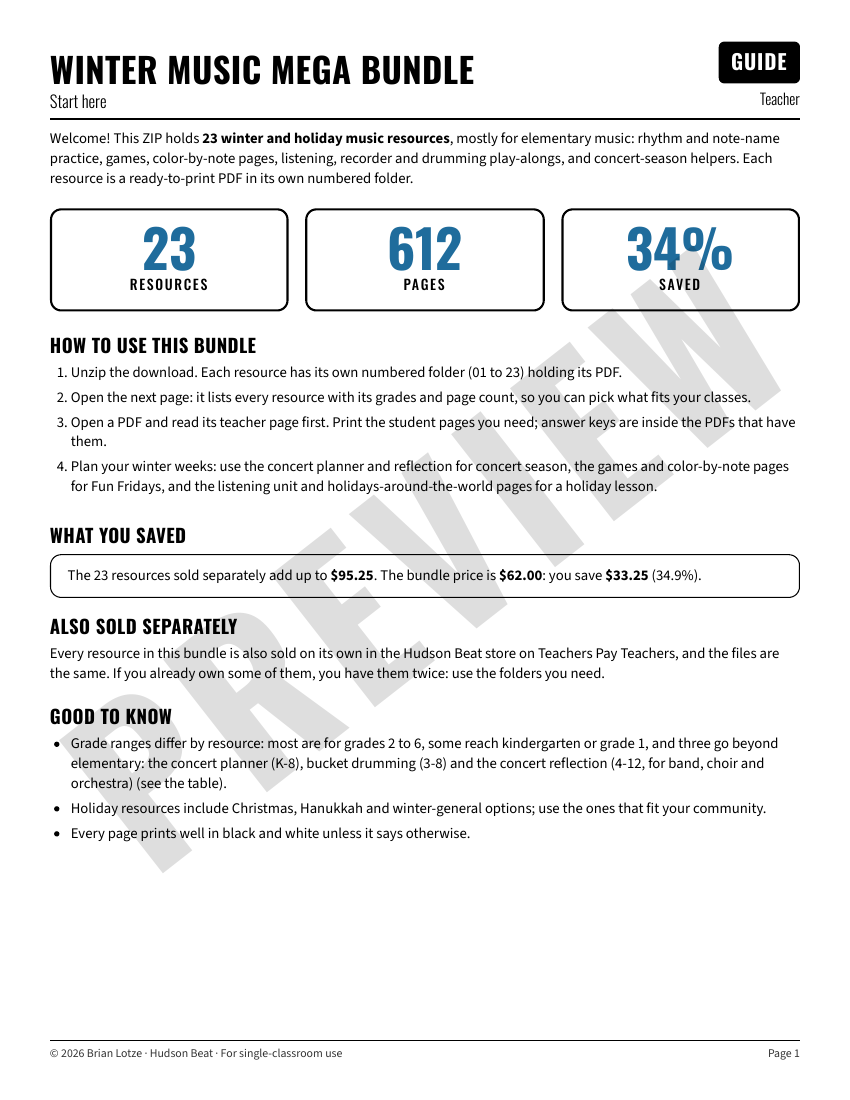 WINTER MUSIC MEGA BUNDLE
GUIDE
Start here
Teacher
Welcome! This ZIP holds 23 winter and holiday music resources, mostly for elementary music: rhythm and note-name
practice, games, color-by-note pages, listening, recorder and drumming play-alongs, and concert-season helpers. Each
resource is a ready-to-print PDF in its own numbered folder.
23
RESOURCES
612
PAGES
34%
SAVED
HOW TO USE THIS BUNDLE
1. Unzip the download. Each resource has its own numbered folder (01 to 23) holding its PDF.
2. Open the next page: it lists every resource with its grades and page count, so you can pick what fits your classes.
3. Open a PDF and read its teacher page first. Print the student pages you need; answer keys are inside the PDFs that have
them.
4. Plan your winter weeks: use the concert planner and reflection for concert season, the games and color-by-note pages
for Fun Fridays, and the listening unit and holidays-around-the-world pages for a holiday lesson.
WHAT YOU SAVED
The 23 resources sold separately add up to $95.25. The bundle price is $62.00: you save $33.25 (34.9%).
ALSO SOLD SEPARATELY
Every resource in this bundle is also sold on its own in the Hudson Beat store on Teachers Pay Teachers, and the files are
the same. If you already own some of them, you have them twice: use the folders you need.
GOOD TO KNOW
• Grade ranges differ by resource: most are for grades 2 to 6, some reach kindergarten or grade 1, and three go beyond
elementary: the concert planner (K-8), bucket drumming (3-8) and the concert reflection (4-12, for band, choir and
orchestra) (see the table).
• Holiday resources include Christmas, Hanukkah and winter-general options; use the ones that fit your community.
• Every page prints well in black and white unless it says otherwise.
PREVIEW
© 2026 Brian Lotze · Hudson Beat · For single-classroom use
Page 1